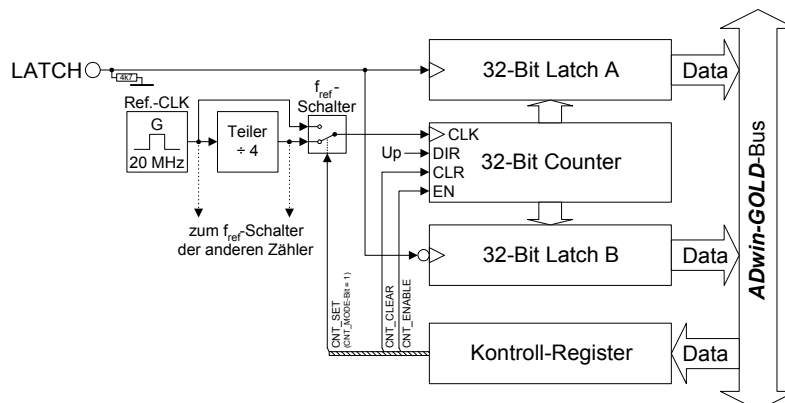 LATCH
4k7
Ref.-CLK
G
20 MHz
Teiler
÷ 4
f_ref-
Schalter
zum f_ref-Schalter
der anderen Zähler
32-Bit Latch A
Data
CLK
Up
DIR
CLR
EN
32-Bit Counter
32-Bit Latch B
Data
CNT_SET
(CNT_MODE-Bit = 1)
CNT_CLEAR
CNT_ENABLE
Kontroll-Register
Data
ADwin-GOLD-Bus